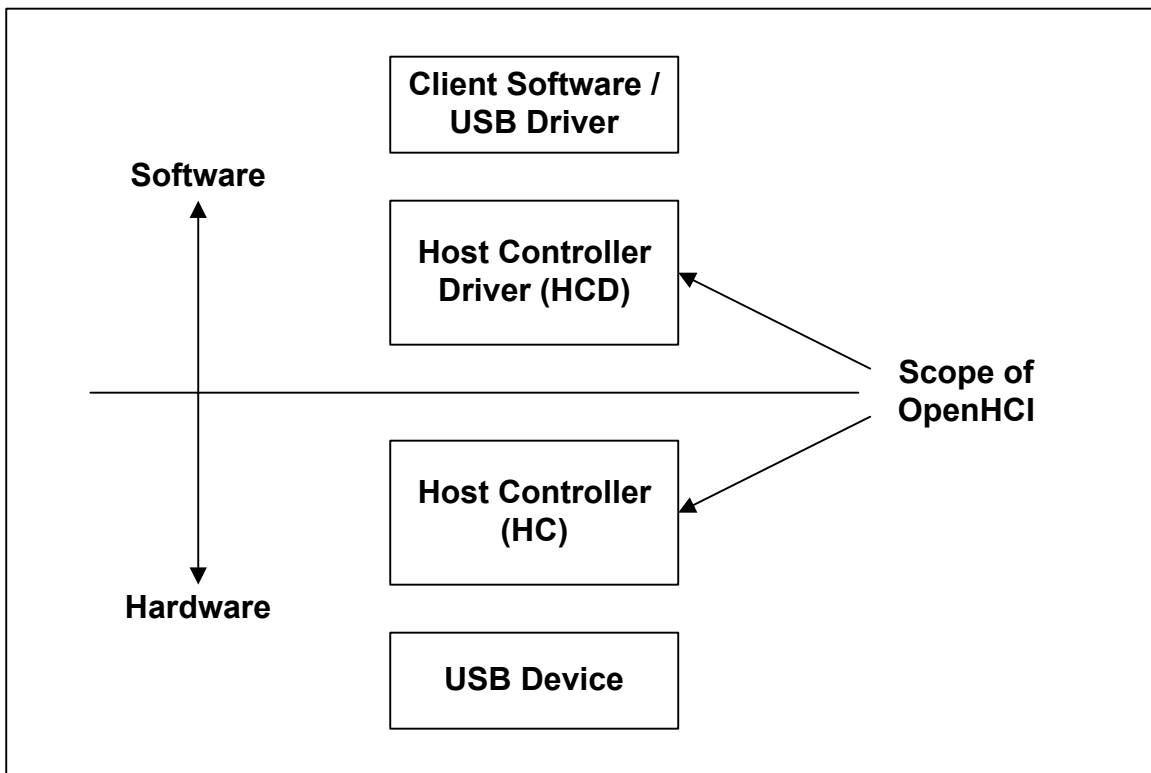 Client Software /
USB Driver
Software
Host Controller
Driver (HCD)
Scope of
OpenHCI
Host Controller
(HC)
Hardware
USB Device